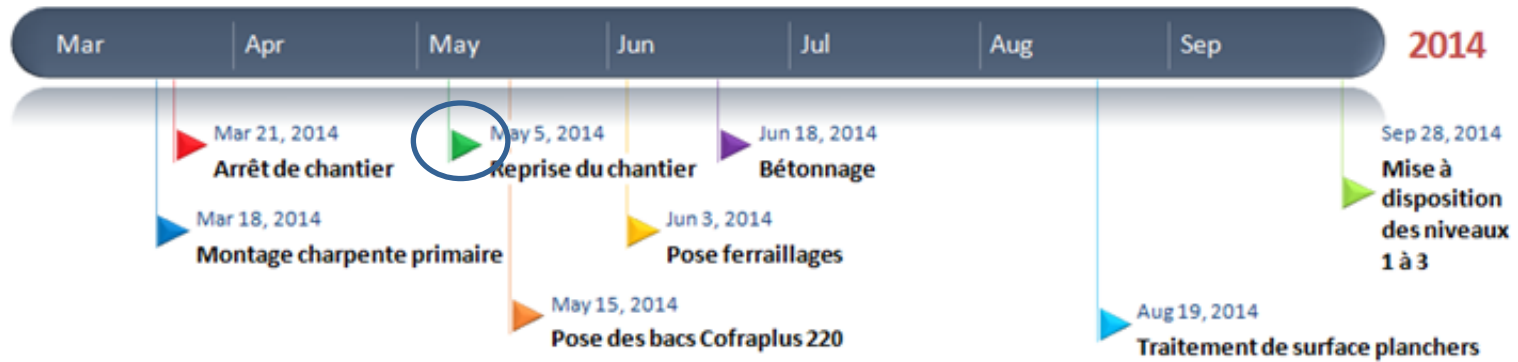 Mar Apr May Jun Jul Aug Sep 2014
Mar 21, 2014
Arrêt de chantier
May 5, 2014
Reprise du chantier
Jun 18, 2014
Bétonnage
Sep 28, 2014
Mise à
disposition
des niveaux
1 à 3
Mar 18, 2014
Montage charpente primaire
Jun 3, 2014
Pose ferraillages
May 15, 2014
Pose des bacs Cofraplus 220
Aug 19, 2014
Traitement de surface planchers